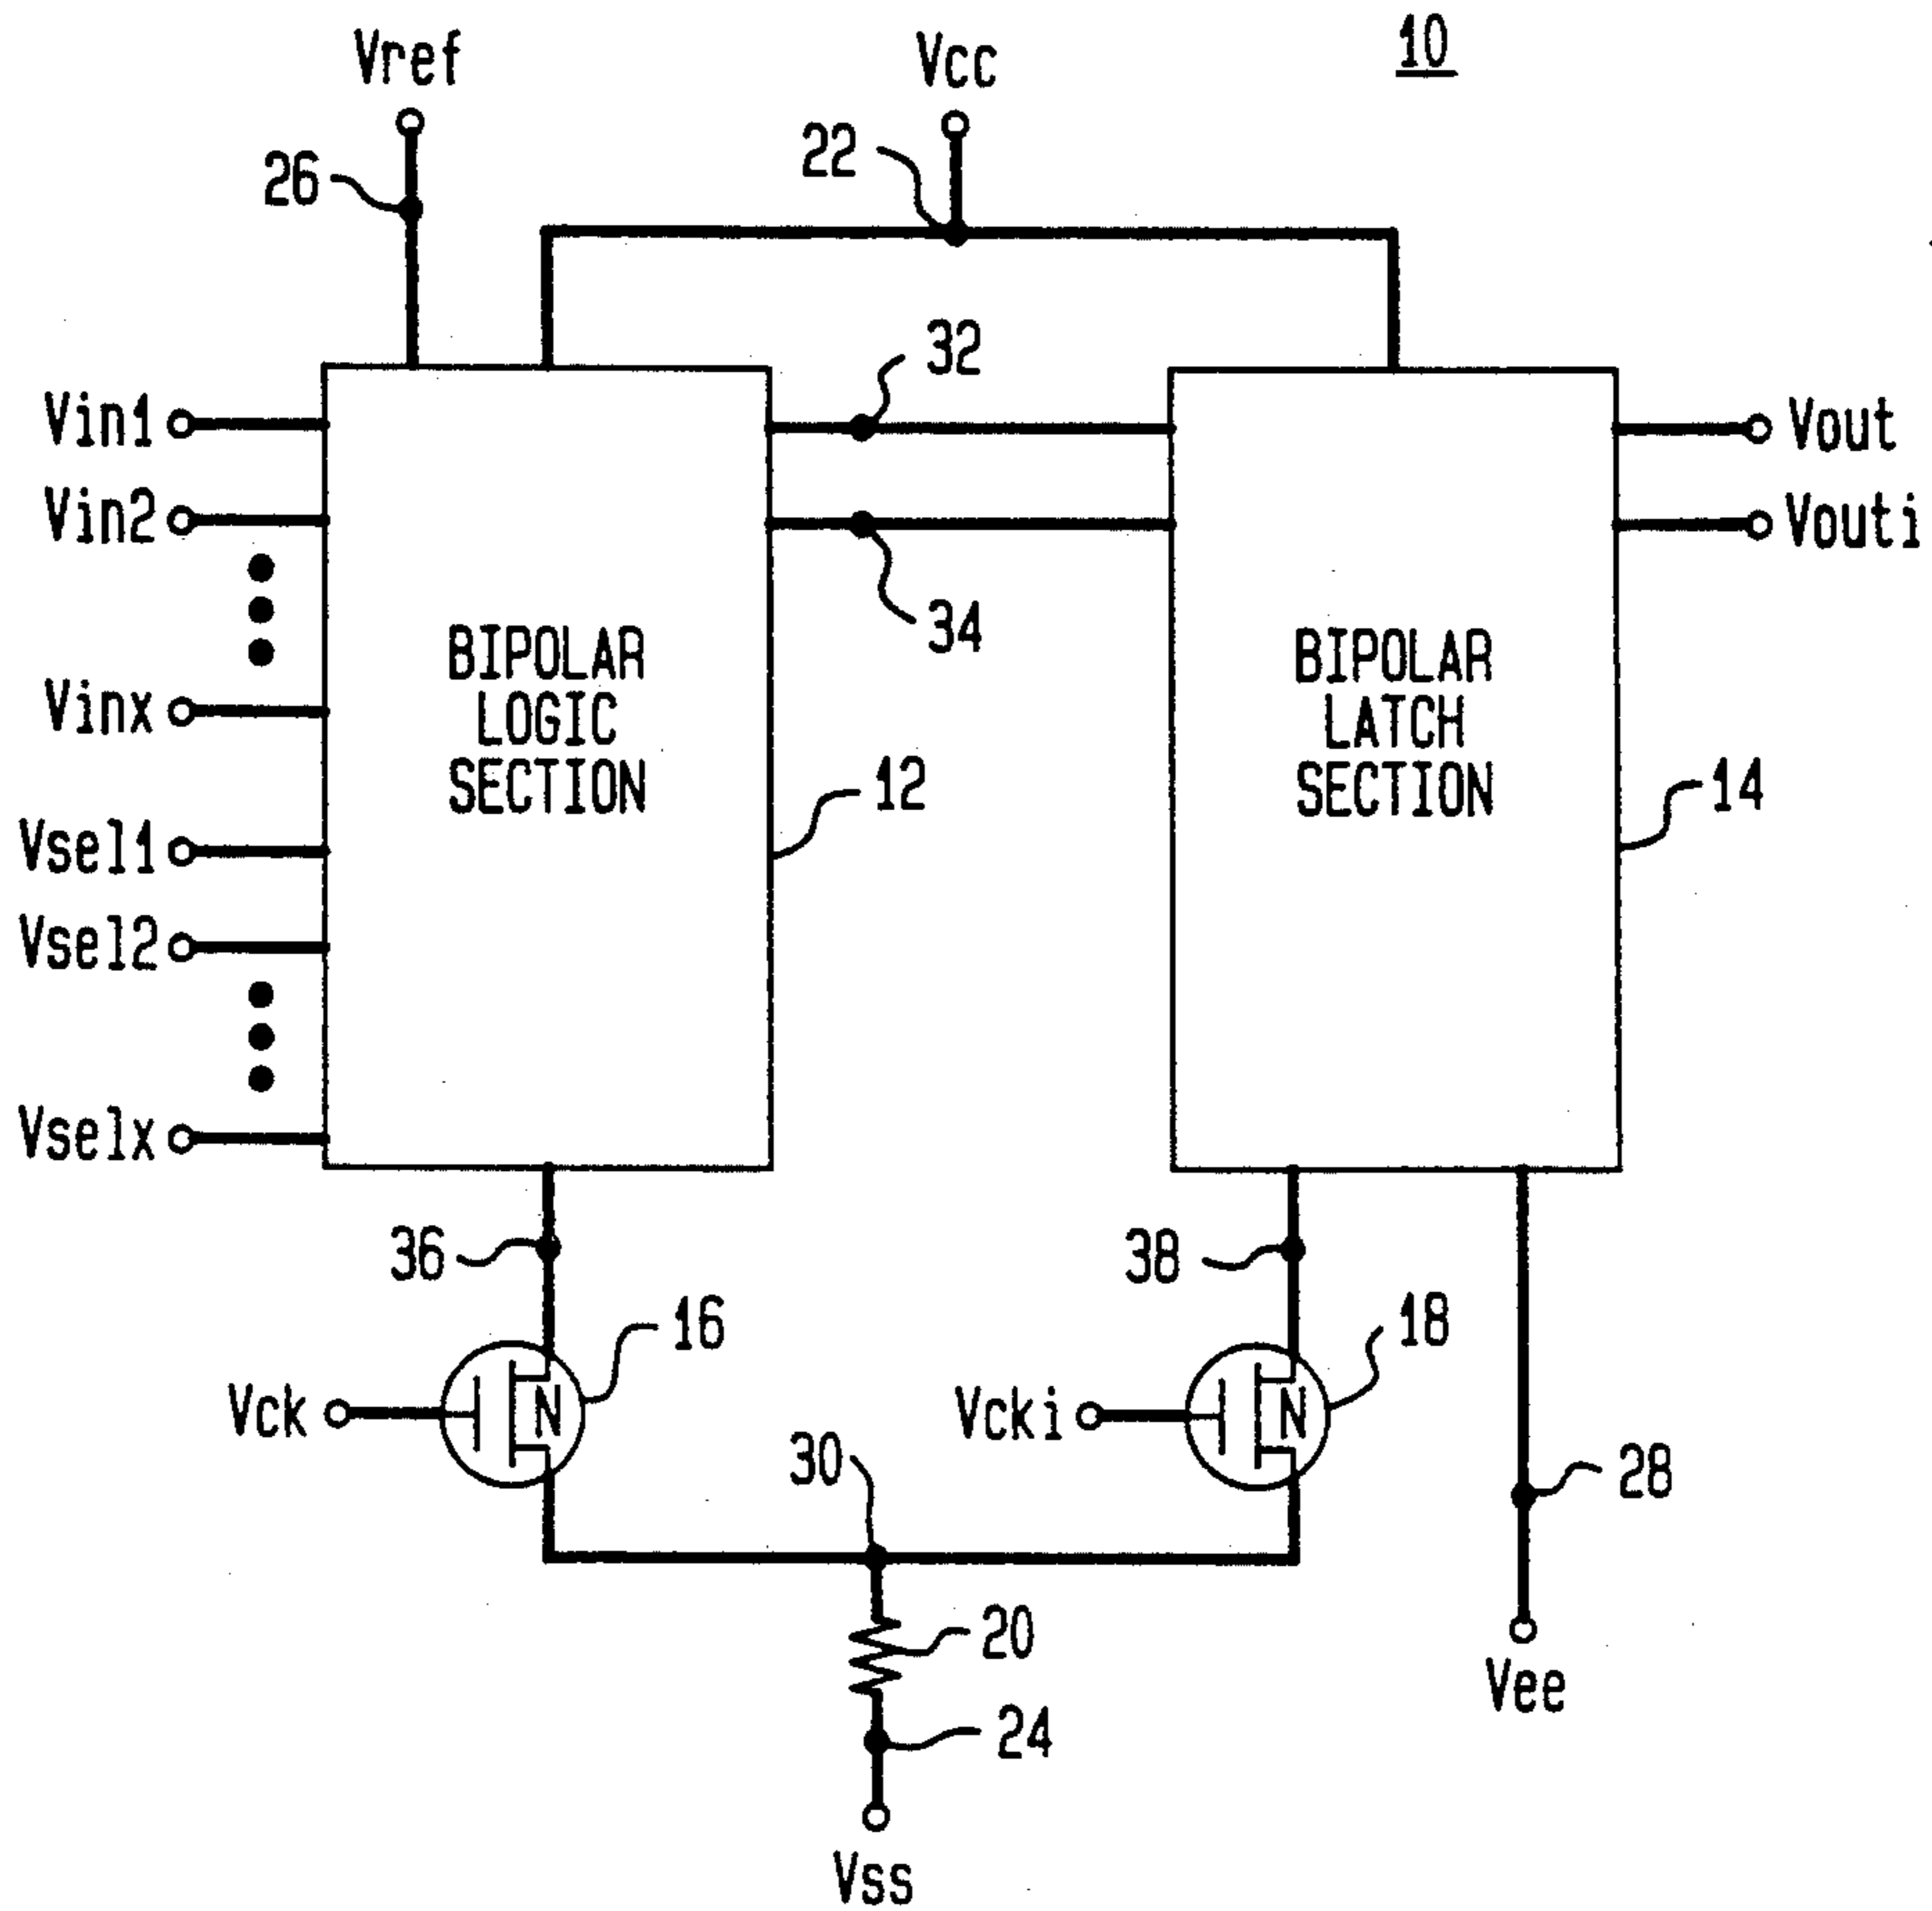 10
Vref
Vcc
26
22
32
Vin1
Vout
Vin2
Vouti
34
BIPOLAR
LOGIC
SECTION
BIPOLAR
LATCH
SECTION
Vinx
12
14
Vsel1
Vsel2
Vselx
36
38
16
18
Vck
N
Vcki
N
30
28
20
Vee
24
Vss